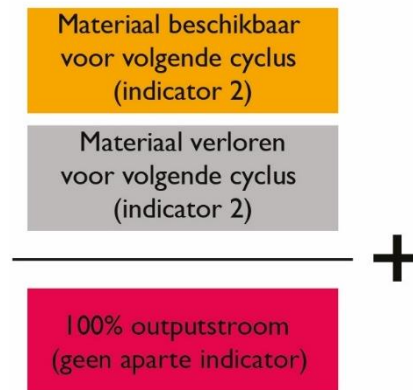 Materiaal beschikbaar
voor volgende cyclus
(indicator 2)
Materiaal verloren
voor volgende cyclus
(indicator 2)
+
100% outputstroom
(geen aparte indicator)